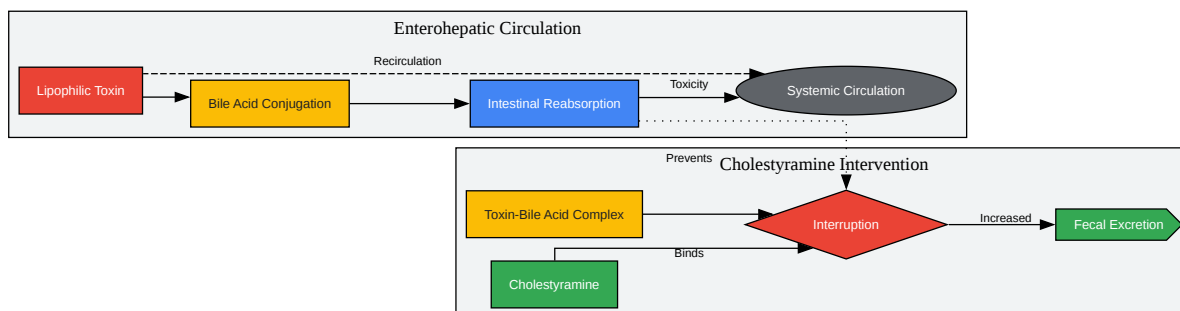 Enterohepatic Circulation
Recirculation
Lipophilic Toxin
Bile Acid Conjugation
Intestinal Reabsorption
Toxicity
Systemic Circulation
Prevents
Cholestyramine Intervention
Toxin-Bile Acid Complex
Interruption
Increased
Fecal Excretion
Binds
Cholestyramine